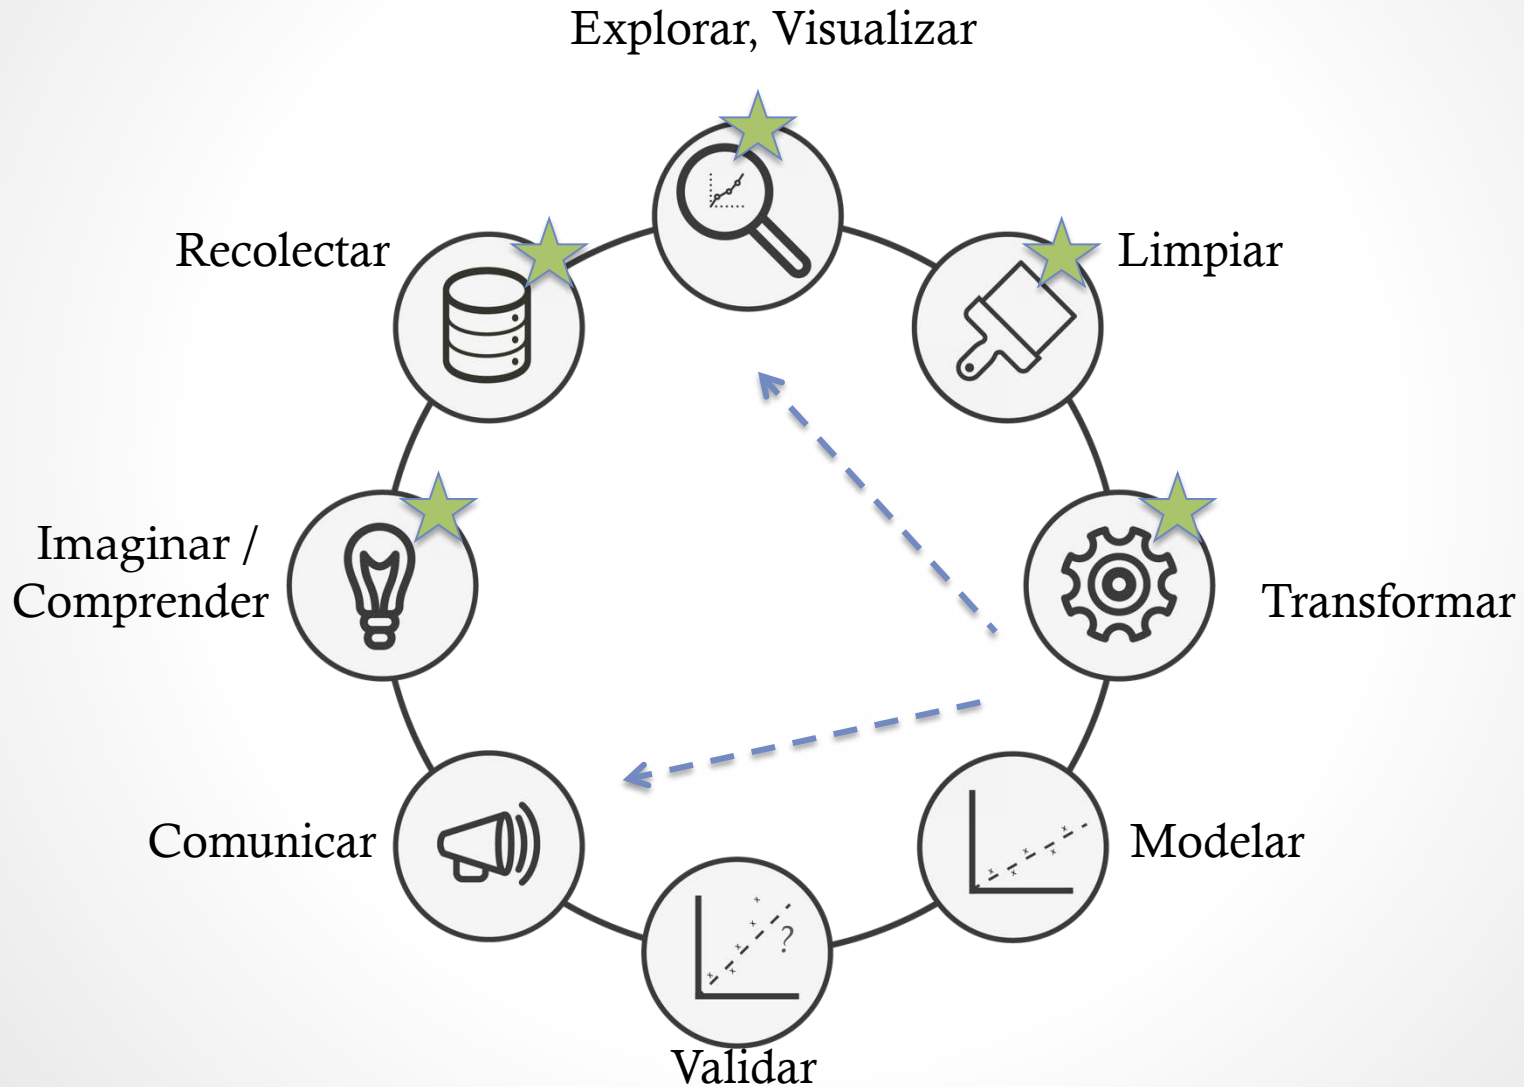 Explorar, Visualizar
Recolectar
Limpiar
Imaginar /
Comprender
Transformar
Comunicar
Modelar
?
Validar